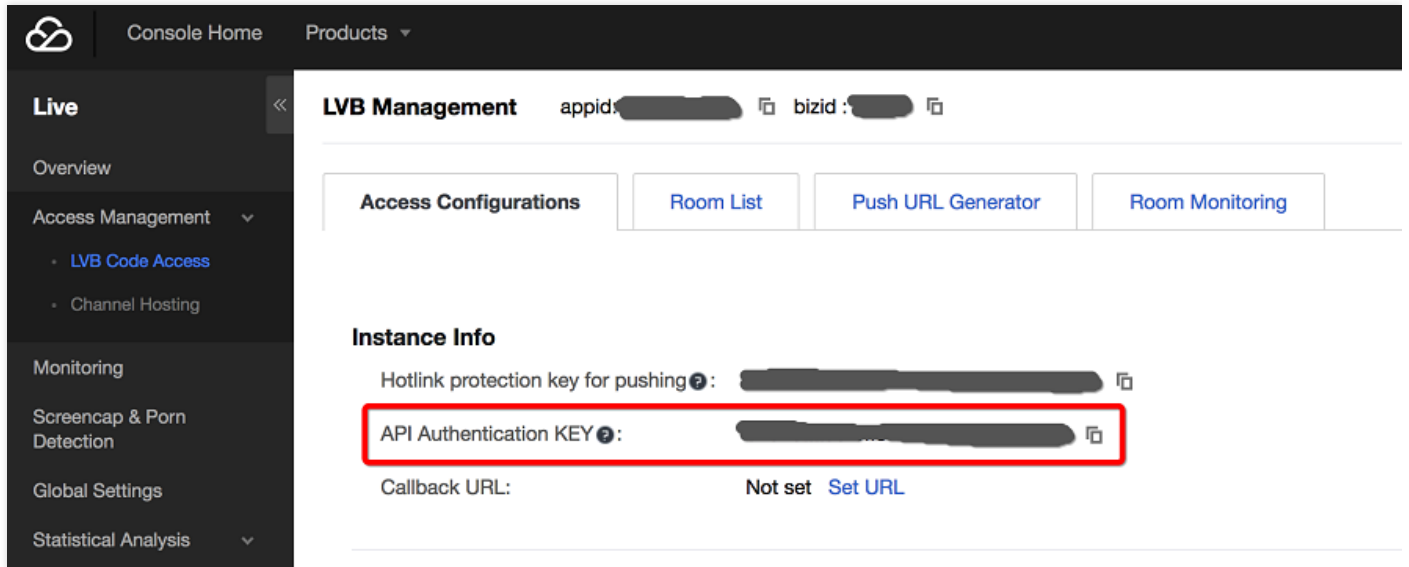 Console Home Products
Live
LVB Management appid: bizid :
Overview
Access Configurations Room List Push URL Generator Room Monitoring
Access Management
LVB Code Access
Channel Hosting
Instance Info
Monitoring
Hotlink protection key for pushing ? :
Screencap & Porn
Detection
API Authentication KEY ? :
Global Settings
Callback URL: Not set Set URL
Statistical Analysis